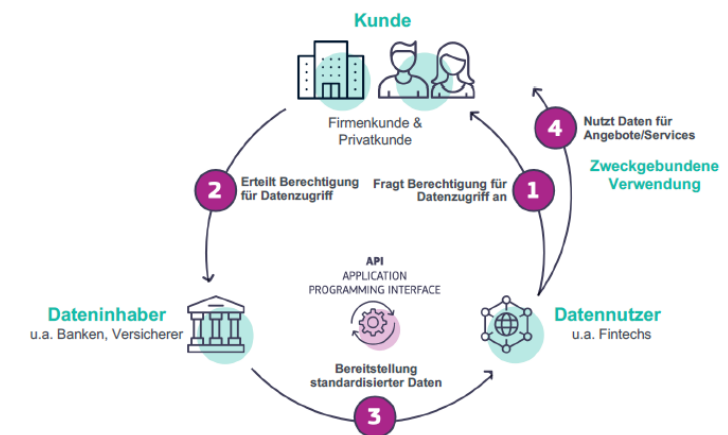 Kunde
Firmenkunde &
Privatkunde
4
Nutzt Daten für
Angebote/Services
Zweckgebundene
Verwendung
2
Erteilt Berechtigung
für Datenzugriff
Fragt Berechtigung für
Datenzugriff an
1
API
APPLICATION
PROGRAMMING INTERFACE
Dateninhaber
u.a. Banken, Versicherer
Datennutzer
u.a. Fintechs
Bereitstellung
standardisierter Daten
3